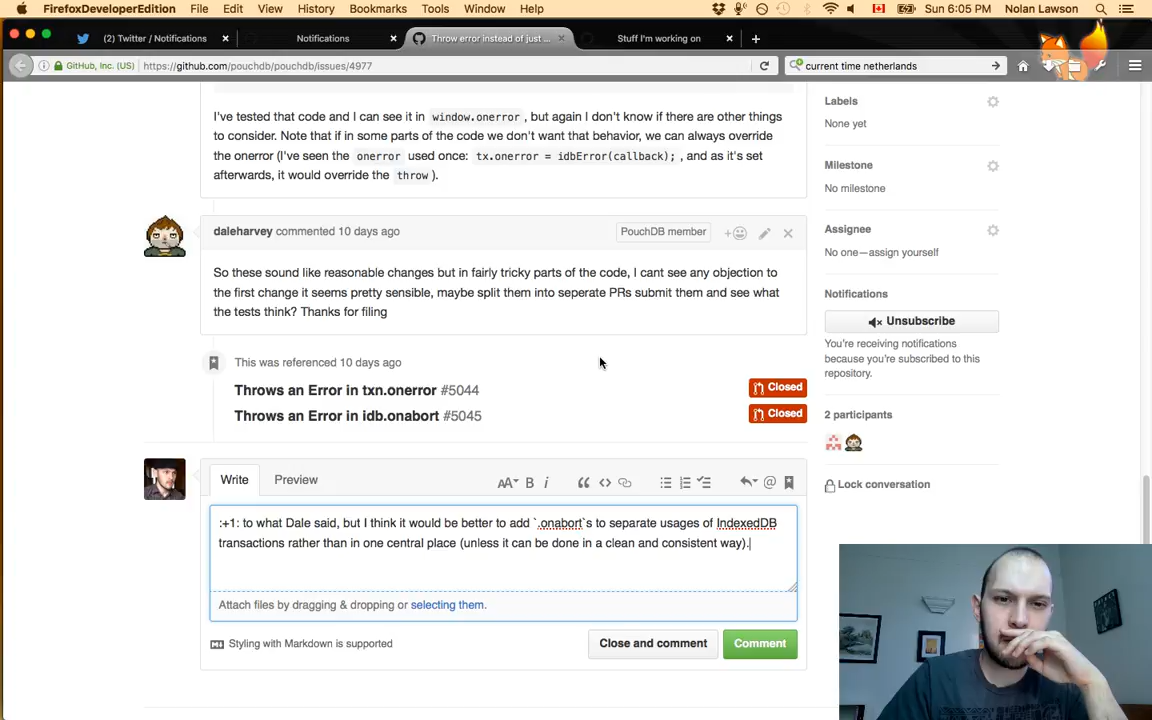 FirefoxDeveloperEdition File Edit View History Bookmarks Tools Window Help Sun 6:05 PM Nolan Lawson
(2) Twitter / Notifications Notifications Throw error instead of just ... Stuff I'm working on
GitHub, Inc. (US) https://github.com/pouchdb/pouchdb/issues/4977 current time netherlands
I've tested that code and I can see it in window.onerror, but again I don't know if there are other things
to consider. Note that if in some parts of the code we don't want that behavior, we can always override
the onerror (I've seen the onerror used once: tx.onerror = idbError(callback);, and as it's set
afterwards, it would override the throw).
Labels
None yet
Milestone
No milestone
Assignee
No one—assign yourself
Notifications
Unsubscribe
You're receiving notifications
because you're subscribed to this
repository.
2 participants
Lock conversation
daleharvey commented 10 days ago PouchDB member
So these sound like reasonable changes but in fairly tricky parts of the code, I cant see any objection to
the first change it seems pretty sensible, maybe split them into seperate PRs submit them and see what
the tests think? Thanks for filing
This was referenced 10 days ago
Throws an Error in txn.onerror #5044 Closed
Throws an Error in idb.onabort #5045 Closed
Write Preview
:+1: to what Dale said, but I think it would be better to add `.onabort`s to separate usages of IndexedDB
transactions rather than in one central place (unless it can be done in a clean and consistent way).
Attach files by dragging & dropping or selecting them.
Styling with Markdown is supported Close and comment Comment